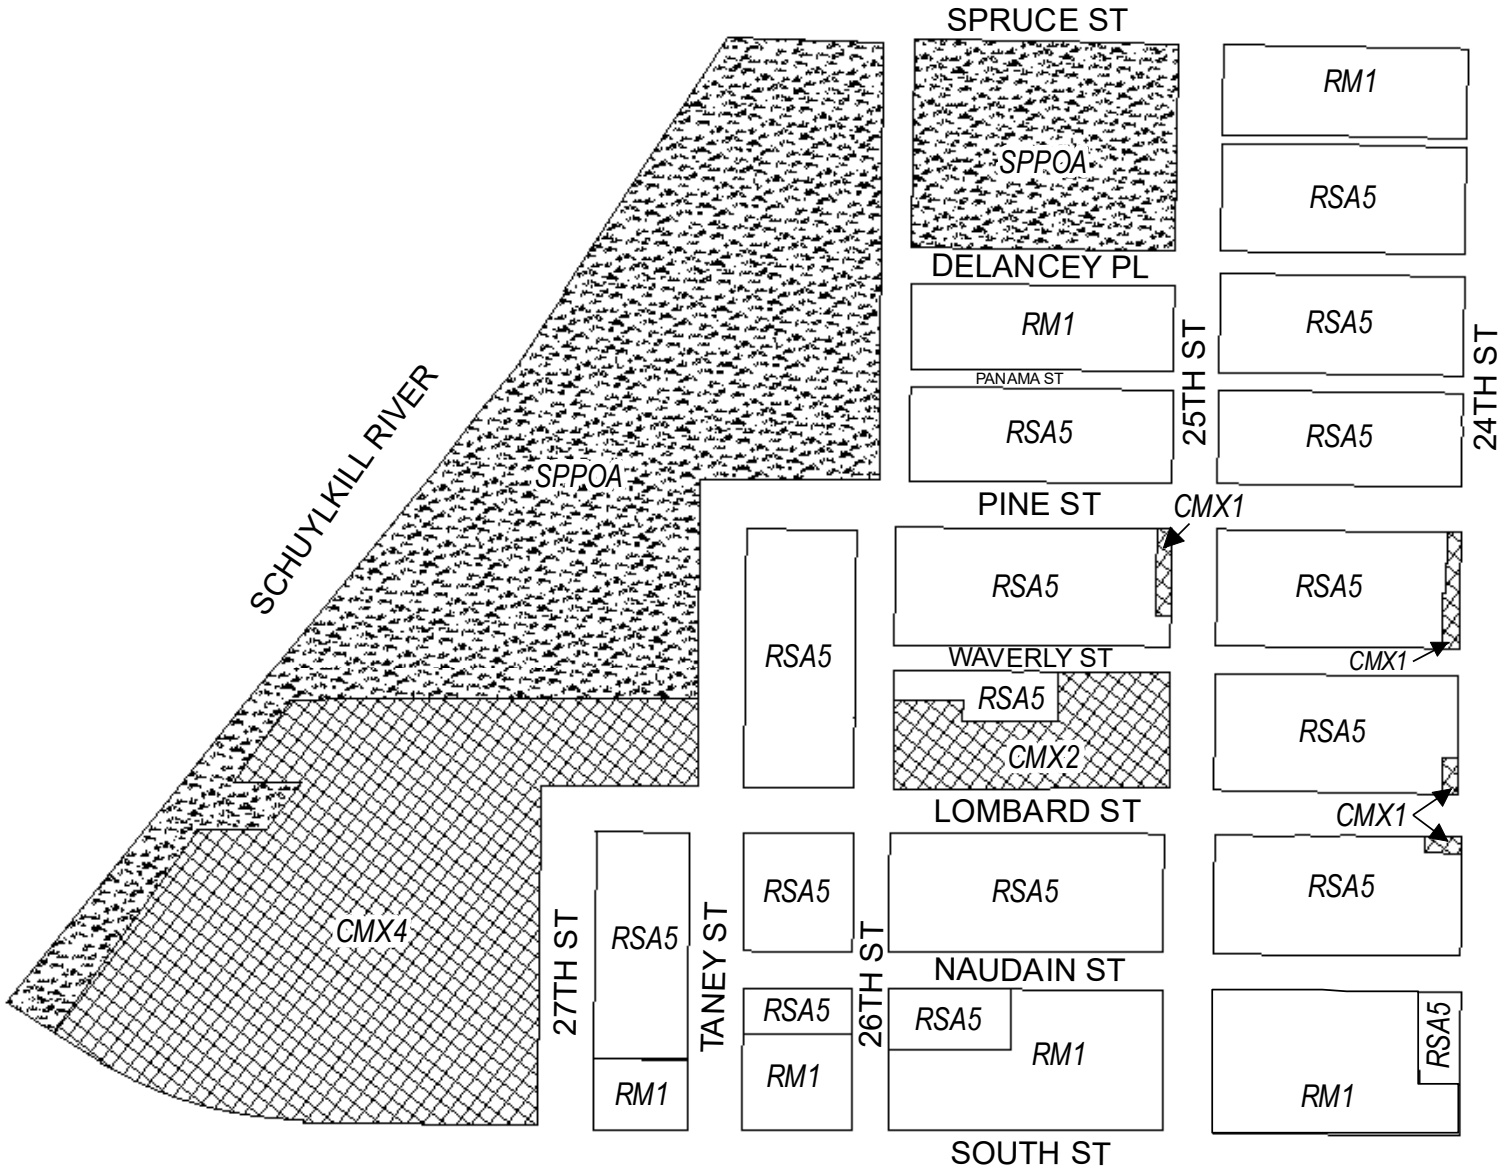 SPRUCE ST
RM1
SPPOA
RSA5
DELANCEY PL
RM1
RSA5
25TH ST
24TH ST
PANAMA ST
RSA5
RSA5
SCHUYLKILL RIVER
SPPOA
PINE ST
CMX1
RSA5
RSA5
RSA5
WAVERLY ST
CMX1
RSA5
RSA5
CMX2
LOMBARD ST
CMX1
RSA5
RSA5
RSA5
CMX4
27TH ST
RSA5
TANEY ST
26TH ST
NAUDAIN ST
RSA5
RSA5
RSA5
RM1
RM1
RM1
RM1
SOUTH ST